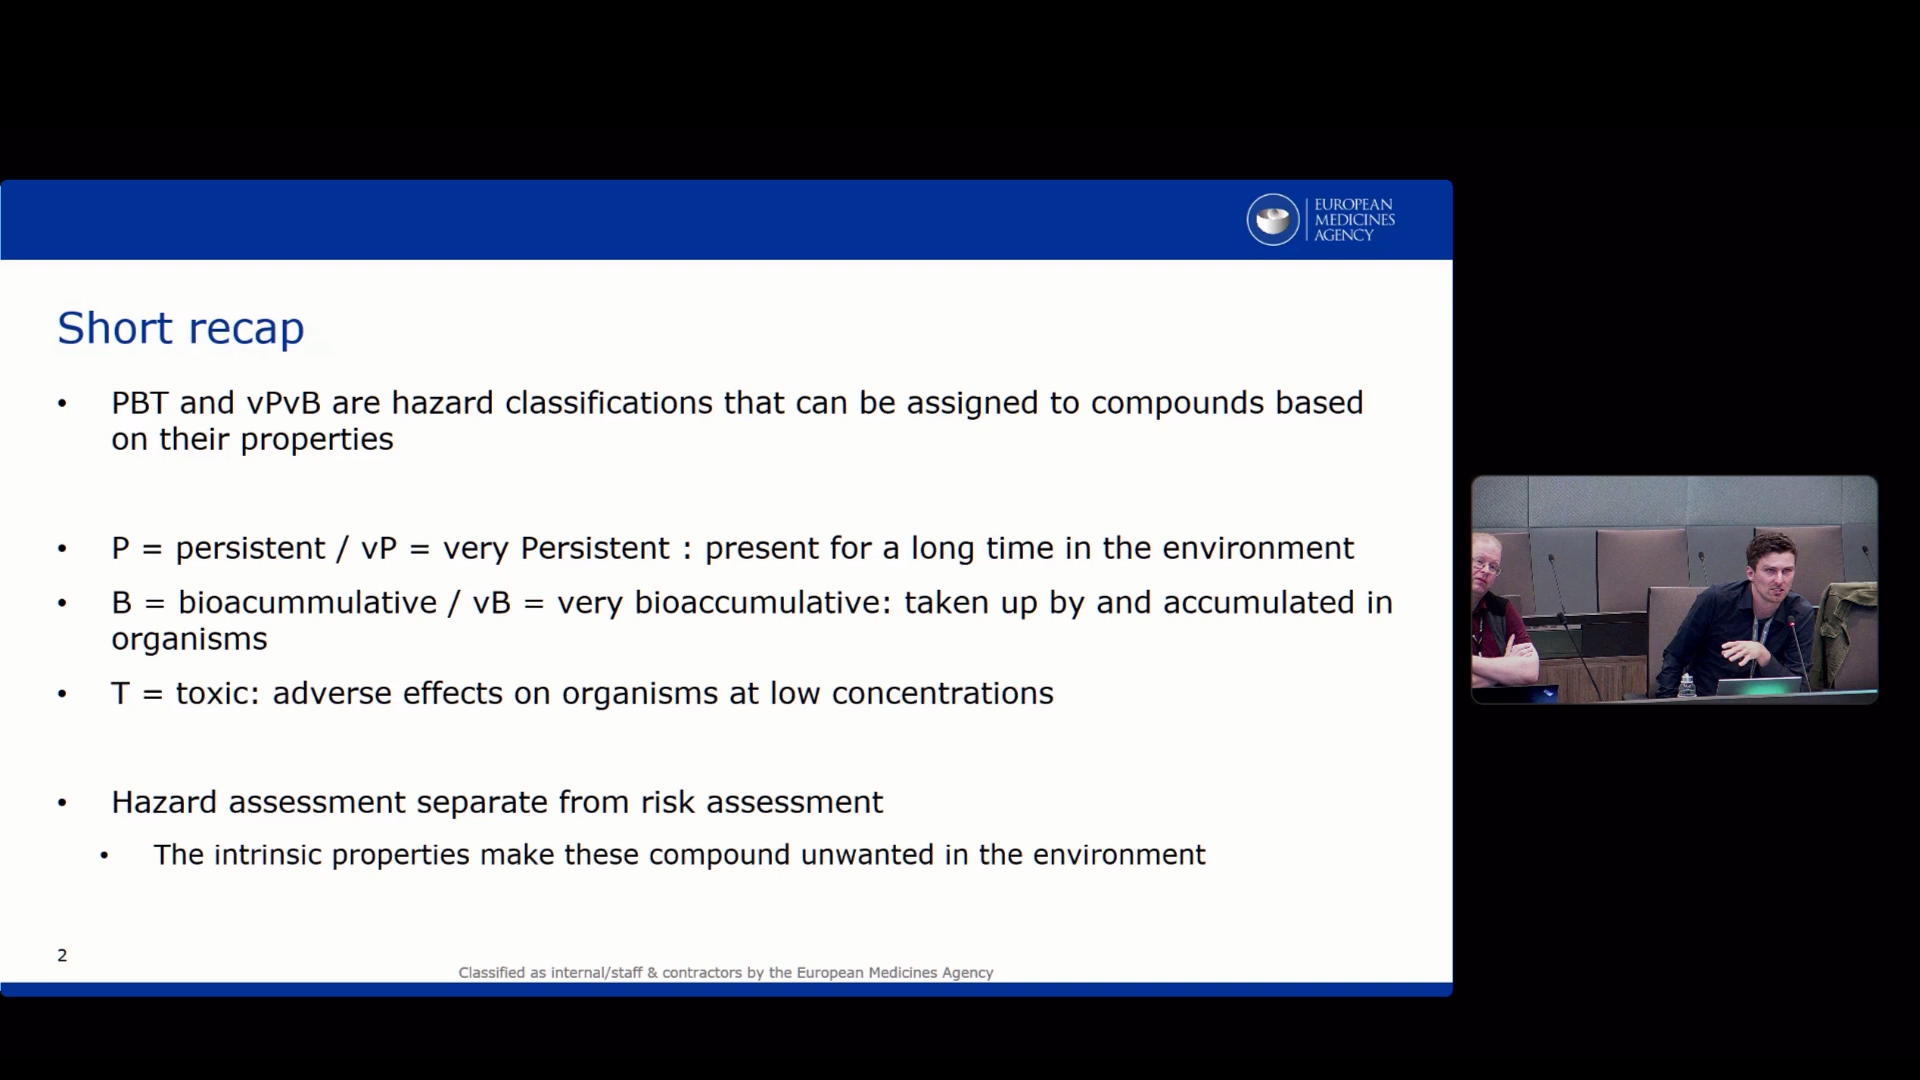 EUROPEAN
MEDICINES
AGENCY
Short recap
• PBT and vPvB are hazard classifications that can be assigned to compounds based
on their properties
• P = persistent / vP = very Persistent : present for a long time in the environment
• B = bioacummulative / vB = very bioaccumulative: taken up by and accumulated in
organisms
• T = toxic: adverse effects on organisms at low concentrations
• Hazard assessment separate from risk assessment
• The intrinsic properties make these compound unwanted in the environment
2
Classified as internal/staff & contractors by the European Medicines Agency